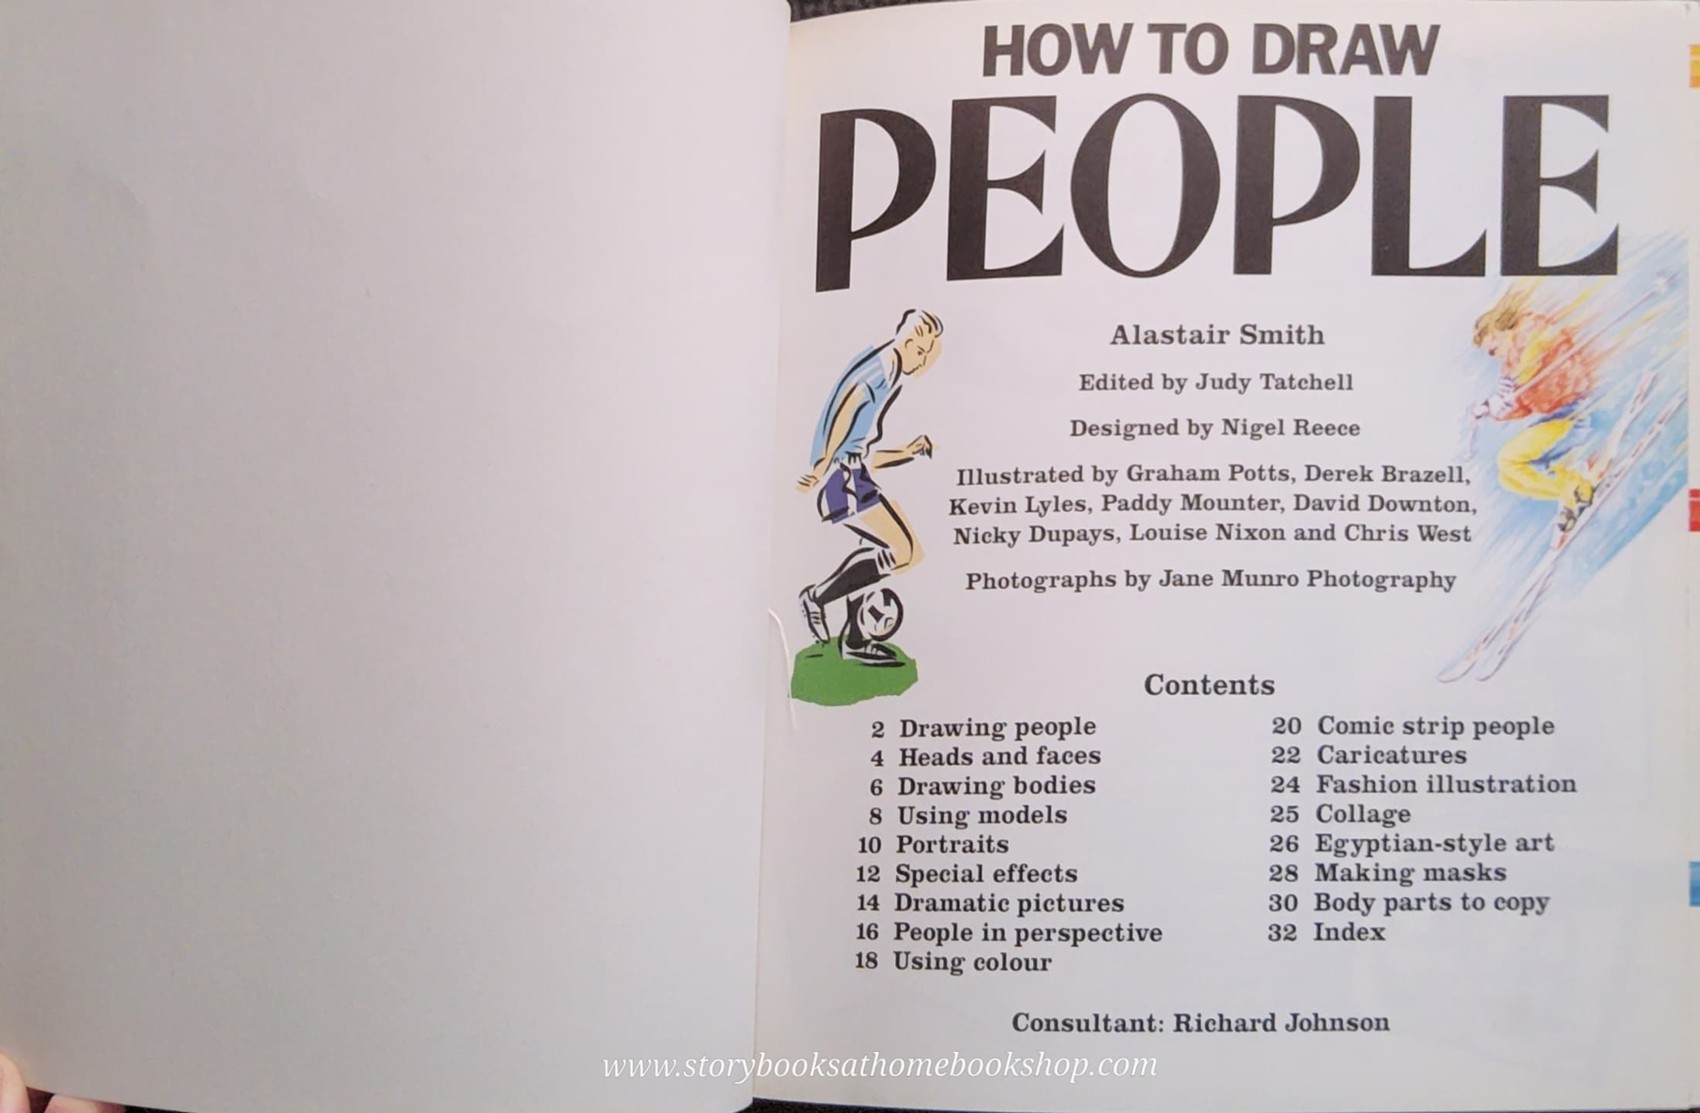 HOW TO DRAW
PEOPLE
Alastair Smith
Edited by Judy Tatchell
Designed by Nigel Reece
Illustrated by Graham Potts, Derek Brazell,
Kevin Lyles, Paddy Mounter, David Downton,
Nicky Dupays, Louise Nixon and Chris West
Photographs by Jane Munro Photography
Contents
2 Drawing people
4 Heads and faces
6 Drawing bodies
8 Using models
10 Portraits
12 Special effects
14 Dramatic pictures
16 People in perspective
18 Using colour
20 Comic strip people
22 Caricatures
24 Fashion illustration
25 Collage
26 Egyptian-style art
28 Making masks
30 Body parts to copy
32 Index
Consultant: Richard Johnson
www.storybooksathomebookshop.com